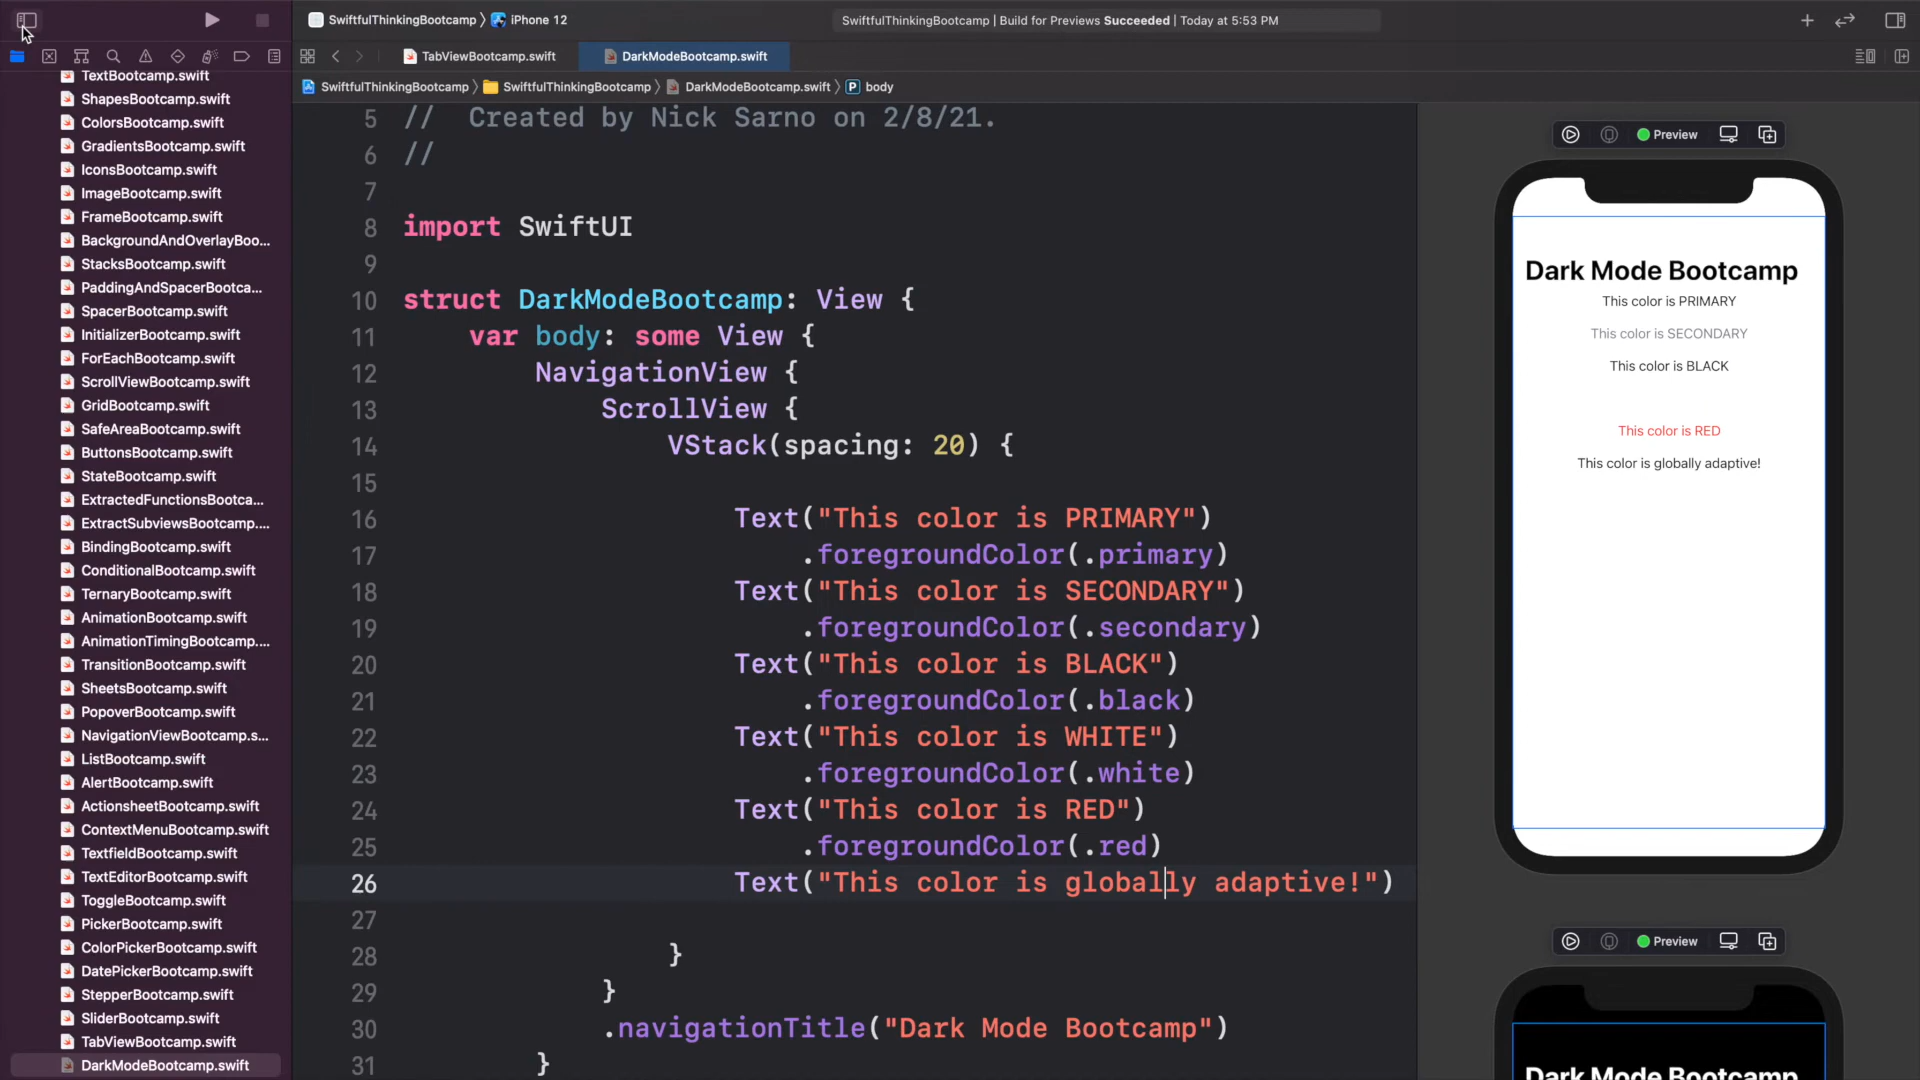 SwiftfulThinkingBootcamp 〉 iPhone 12
SwiftfulThinkingBootcamp | Build for Previews Succeeded | Today at 5:53 PM
TabViewBootcamp.swift
DarkModeBootcamp.swift
SwiftfulThinkingBootcamp 〉 SwiftfulThinkingBootcamp 〉 DarkModeBootcamp.swift 〉 P body
TextBootcamp.swift
ShapesBootcamp.swift
ColorsBootcamp.swift
GradientsBootcamp.swift
IconsBootcamp.swift
ImageBootcamp.swift
FrameBootcamp.swift
BackgroundAndOverlayBoo...
StacksBootcamp.swift
PaddingAndSpacerBootca...
SpacerBootcamp.swift
InitializerBootcamp.swift
ForEachBootcamp.swift
ScrollViewBootcamp.swift
GridBootcamp.swift
SafeAreaBootcamp.swift
ButtonsBootcamp.swift
StateBootcamp.swift
ExtractedFunctionsBootca...
ExtractSubviewsBootcamp....
BindingBootcamp.swift
ConditionalBootcamp.swift
TernaryBootcamp.swift
AnimationBootcamp.swift
AnimationTimingBootcamp....
TransitionBootcamp.swift
SheetsBootcamp.swift
PopoverBootcamp.swift
NavigationViewBootcamp.s...
ListBootcamp.swift
AlertBootcamp.swift
ActionsheetBootcamp.swift
ContextMenuBootcamp.swift
TextfieldBootcamp.swift
TextEditorBootcamp.swift
ToggleBootcamp.swift
PickerBootcamp.swift
ColorPickerBootcamp.swift
DatePickerBootcamp.swift
StepperBootcamp.swift
SliderBootcamp.swift
TabViewBootcamp.swift
DarkModeBootcamp.swift
5 //  Created by Nick Sarno on 2/8/21.
6 //
7
8 import SwiftUI
9
10 struct DarkModeBootcamp: View {
11     var body: some View {
12         NavigationView {
13             ScrollView {
14                 VStack(spacing: 20) {
15
16                     Text("This color is PRIMARY")
17                         .foregroundColor(.primary)
18                     Text("This color is SECONDARY")
19                         .foregroundColor(.secondary)
20                     Text("This color is BLACK")
21                         .foregroundColor(.black)
22                     Text("This color is WHITE")
23                         .foregroundColor(.white)
24                     Text("This color is RED")
25                         .foregroundColor(.red)
26                     Text("This color is globally adaptive!")
27
28                 }
29             }
30             .navigationTitle("Dark Mode Bootcamp")
31         }
Preview
Dark Mode Bootcamp
This color is PRIMARY
This color is SECONDARY
This color is BLACK
This color is RED
This color is globally adaptive!
Preview
Dark Mode Bootcamp